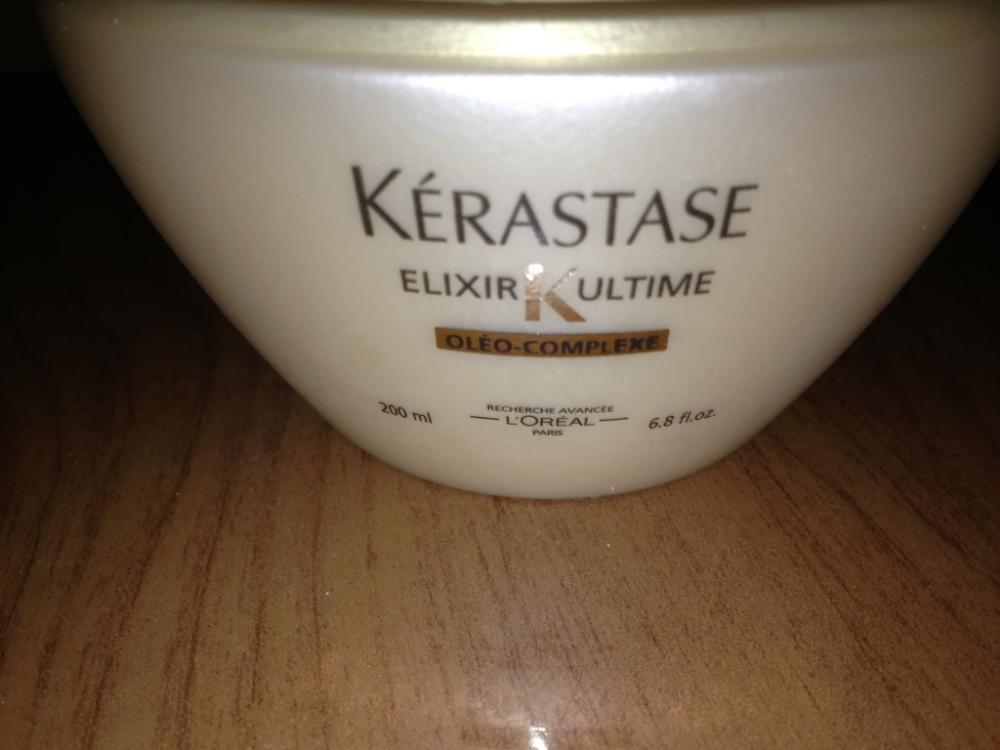 KÉRASTASE
ELIXIR K ULTIME
OLÉO-COMPLEXE
200 ml
RECHERCHE AVANCÉE
L'ORÉAL
PARIS
6.8 fl.oz.